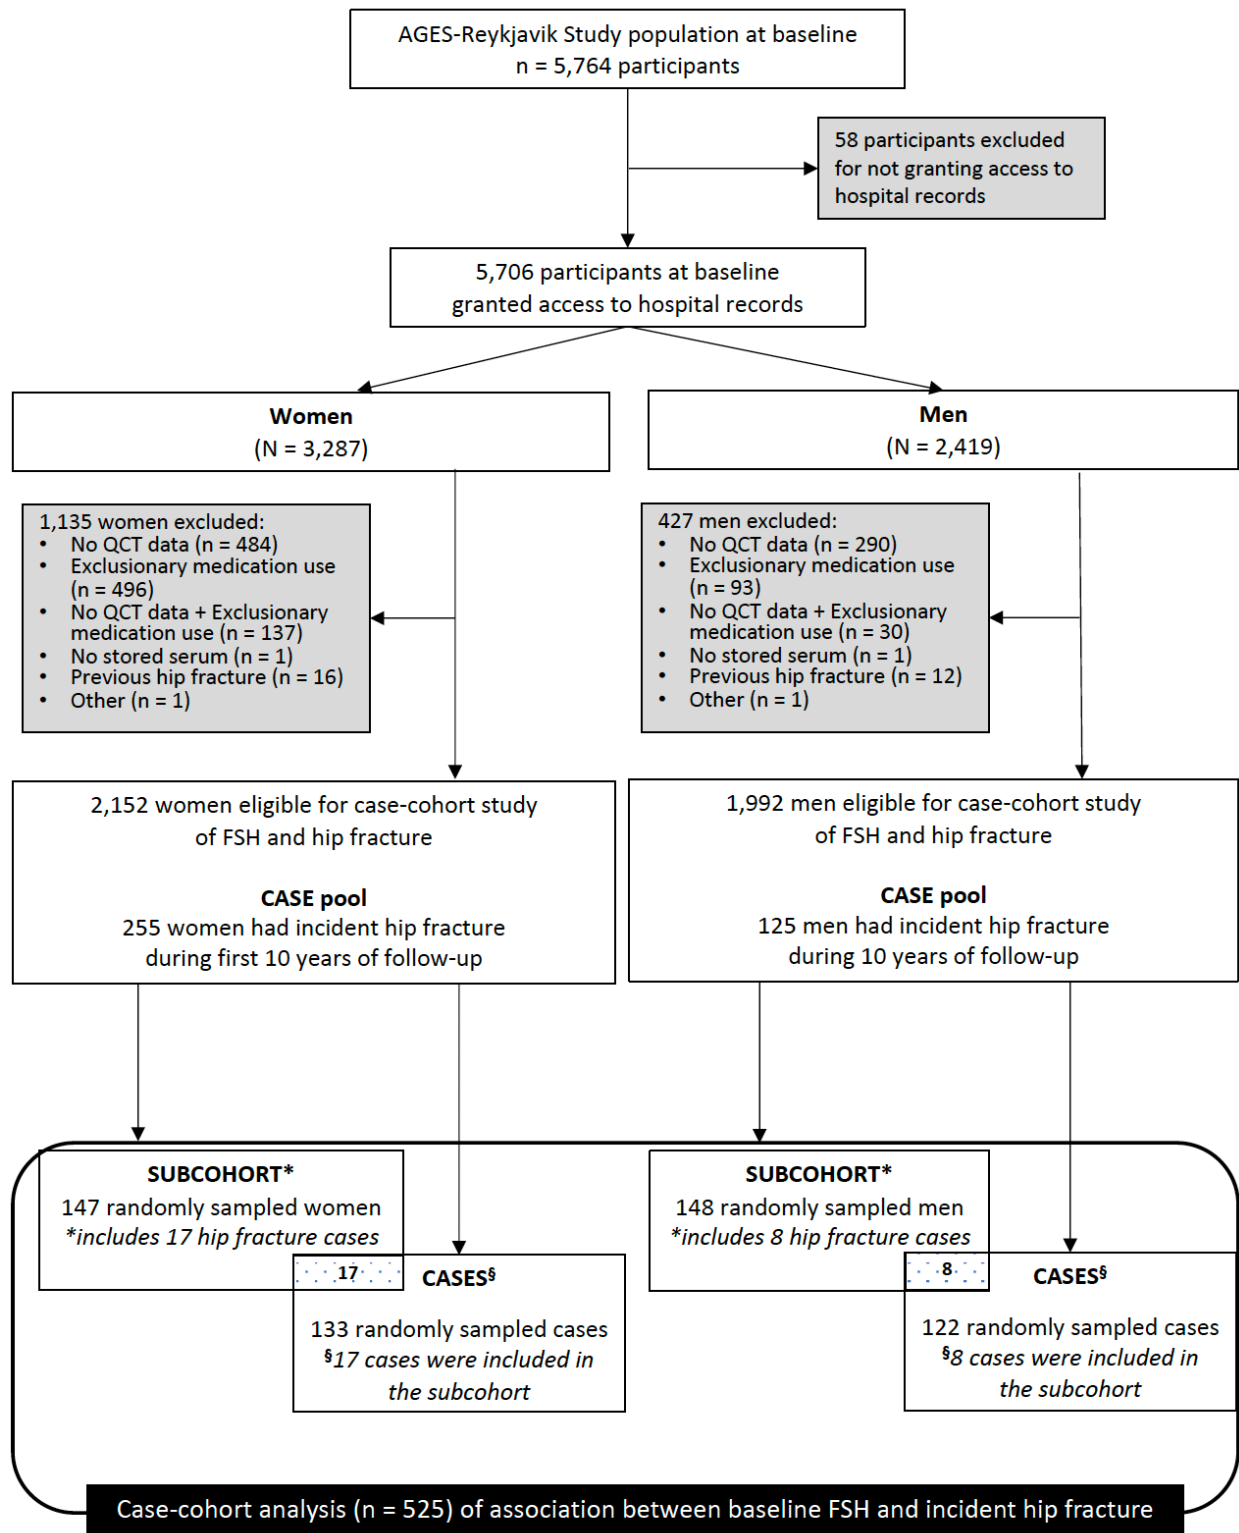 AGES-Reykjavik Study population at baseline
n = 5,764 participants
58 participants excluded
for not granting access to
hospital records
5,706 participants at baseline
granted access to hospital records
Women
(N = 3,287)
Men
(N = 2,419)
1,135 women excluded:
• No QCT data (n = 484)
• Exclusionary medication use
(n = 496)
• No QCT data + Exclusionary
medication use (n = 137)
• No stored serum (n = 1)
• Previous hip fracture (n = 16)
• Other (n = 1)
427 men excluded:
• No QCT data (n = 290)
• Exclusionary medication use
(n = 93)
• No QCT data + Exclusionary
medication use (n = 30)
• No stored serum (n = 1)
• Previous hip fracture (n = 12)
• Other (n = 1)
2,152 women eligible for case-cohort study
of FSH and hip fracture
CASE pool
255 women had incident hip fracture
during first 10 years of follow-up
1,992 men eligible for case-cohort study
of FSH and hip fracture
CASE pool
125 men had incident hip fracture
during 10 years of follow-up
SUBCOHORT*
147 randomly sampled women
*includes 17 hip fracture cases
17
CASES§
133 randomly sampled cases
§17 cases were included in
the subcohort
SUBCOHORT*
148 randomly sampled men
*includes 8 hip fracture cases
8
CASES§
122 randomly sampled cases
§8 cases were included in
the subcohort
Case-cohort analysis (n = 525) of association between baseline FSH and incident hip fracture